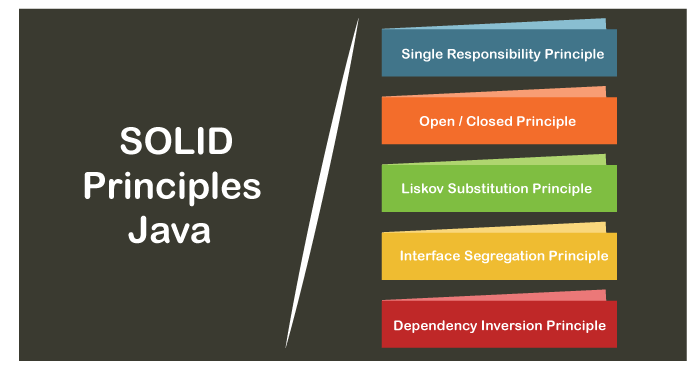 SOLID
Principles
Java
Single Responsibility Principle
Open / Closed Principle
Liskov Substitution Principle
Interface Segregation Principle
Dependency Inversion Principle